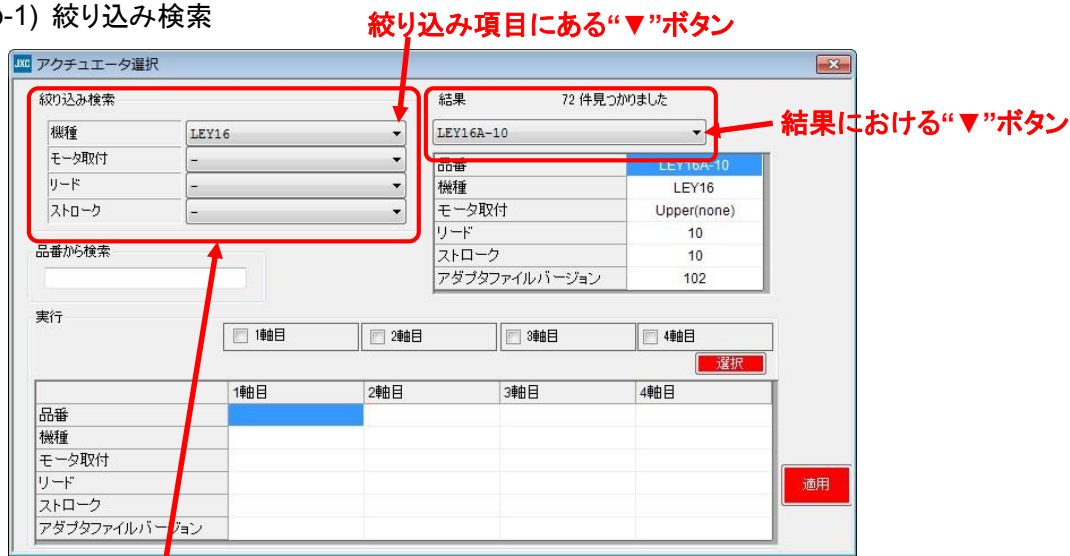 -1) 絞り込み検索
絞り込み項目にある“▼”ボタン
JXC アクチュエータ選択
絞り込み検索
機種 LEY16
モータ取付 -
リード -
ストローク -
結果 72 件見つかりました
LEY16A-10
結果における“▼”ボタン
品番 LEY16A-10
機種 LEY16
モータ取付 Upper(none)
リード 10
ストローク 10
アダプタファイルバージョン 102
品番から検索
実行
1軸目 2軸目 3軸目 4軸目
選択
1軸目 2軸目 3軸目 4軸目
品番
機種
モータ取付
リード
ストローク
アダプタファイルバージョン
適用